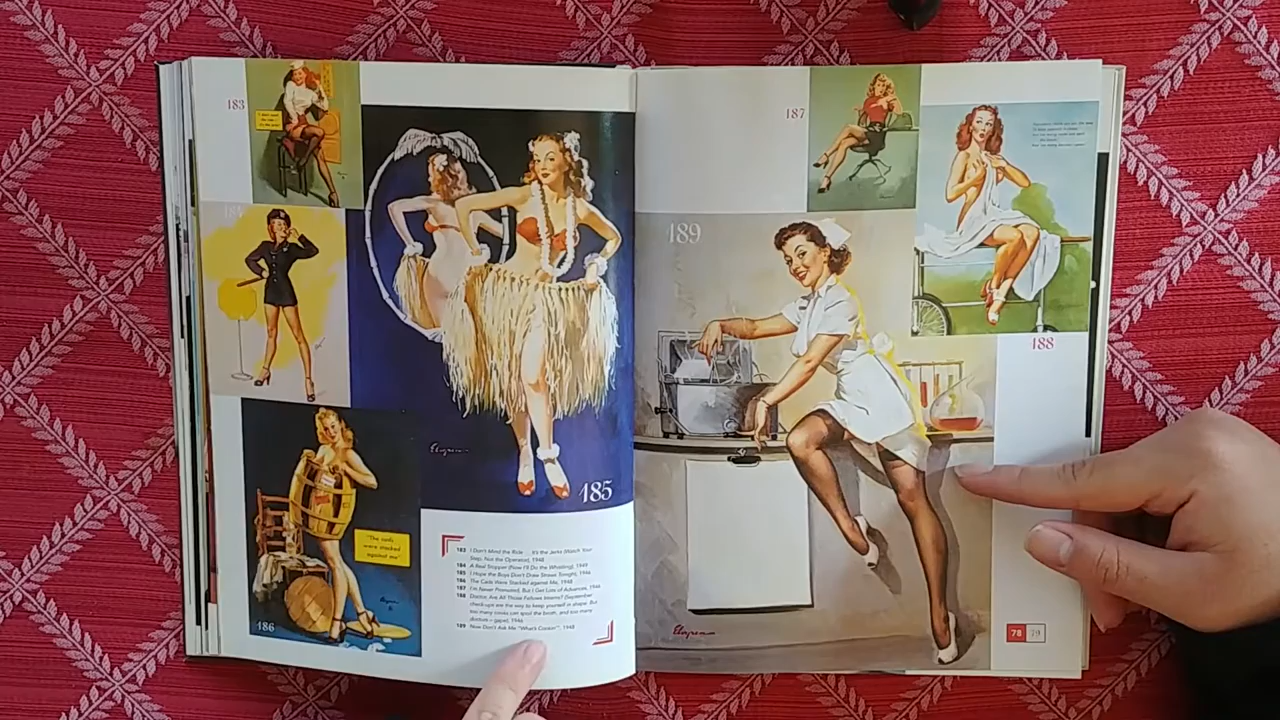 183
184
"The cards
were stacked
against me"
186
Elvgren
185
183 I Don't Mind the Ride ... It's the Jerks (Watch Your
Step, Not the Operator), 1948
184 A Real Stopper (Now I'll Do the Whistling), 1949
185 I Hope the Boys Don't Draw Straws Tonight, 1946
186 The Cards Were Stacked against Me, 1948
187 I'm Never Promoted, But I Get Lots of Advances, 1946
188 Doctor, Are All Those Fellows Interns? (September
check-ups are the way to keep yourself in shape. But
too many cooks can spoil the broth, and too many
doctors – gape), 1946
189 Now Don't Ask Me "What's Cookin'", 1948
187
189
188
Elvgren
78 79